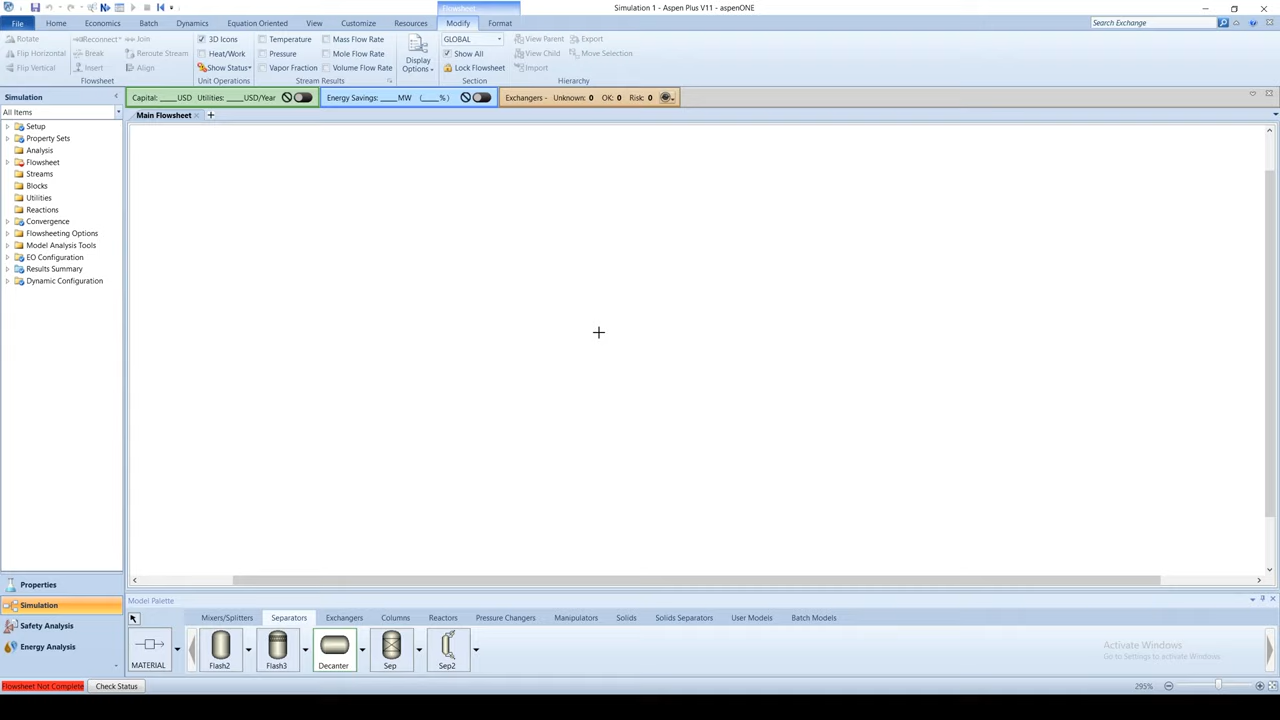 Flowsheet
Simulation 1 - Aspen Plus V11 - aspenONE
File Home Economics Batch Dynamics Equation Oriented View Customize Resources Modify Format Search Exchange
Rotate Reconnect Join 3D Icons Temperature Mass Flow Rate GLOBAL View Parent Export
Flip Horizontal Break Reroute Stream Heat/Work Pressure Mole Flow Rate Display Options Show All View Child Move Selection
Flip Vertical Insert Align Show Status Vapor Fraction Volume Flow Rate Lock Flowsheet Import
Flowsheet Unit Operations Stream Results Section Hierarchy
Simulation Capital: ____USD Utilities: ____USD/Year Energy Savings: ____MW (____%) Exchangers - Unknown: 0 OK: 0 Risk: 0
All Items Main Flowsheet
Setup
Property Sets
Analysis
Flowsheet
Streams
Blocks
Utilities
Reactions
Convergence
Flowsheeting Options
Model Analysis Tools
EO Configuration
Results Summary
Dynamic Configuration
Properties
Simulation
Safety Analysis
Energy Analysis
Model Palette
Mixers/Splitters Separators Exchangers Columns Reactors Pressure Changers Manipulators Solids Solids Separators User Models Batch Models
MATERIAL Flash2 Flash3 Decanter Sep Sep2
Activate Windows
Go to Settings to activate Windows.
Flowsheet Not Complete Check Status 295%